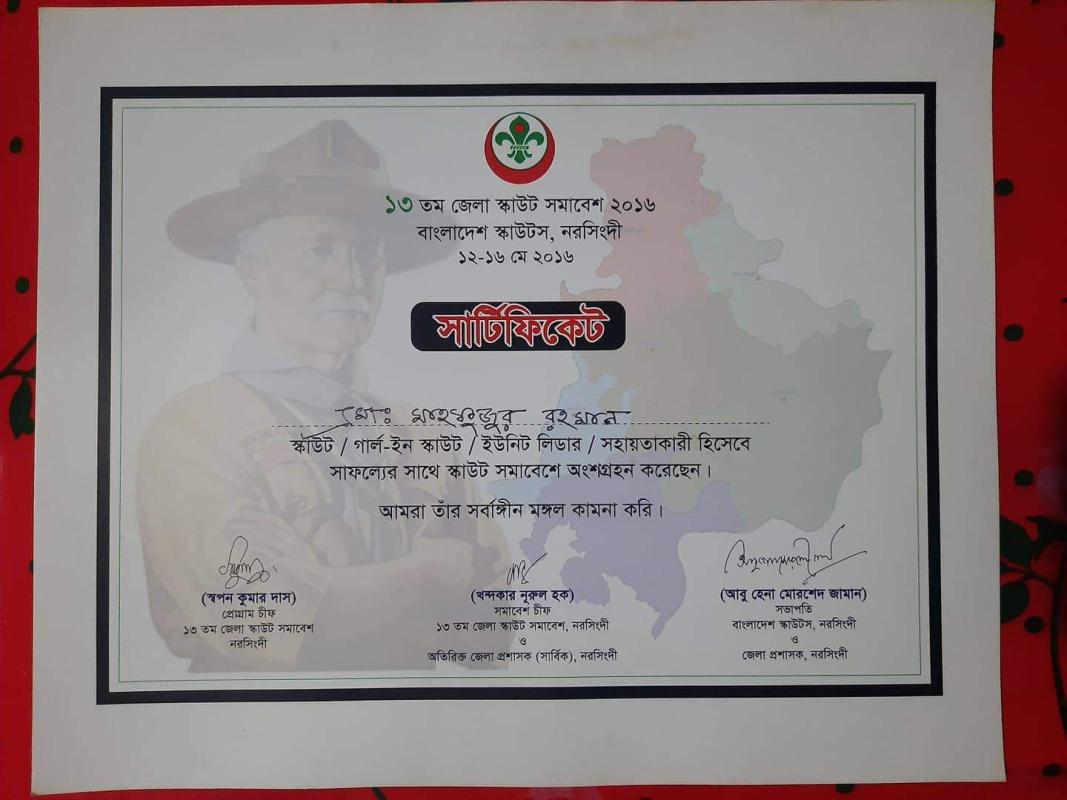 ১৩ তম জেলা স্কাউট সমাবেশ ২০১৬
বাংলাদেশ স্কাউটস, নরসিংদী
১২-১৬ মে ২০১৬
সার্টিফিকেট
মোঃ মাহফুজুর রহমান
স্কাউট / গার্ল-ইন স্কাউট / ইউনিট লিডার / সহায়তাকারী হিসেবে
সাফল্যের সাথে স্কাউট সমাবেশে অংশগ্রহন করেছেন।
আমরা তাঁর সর্বাঙ্গীন মঙ্গল কামনা করি।
(স্বপন কুমার দাস)
প্রোগ্রাম চীফ
১৩ তম জেলা স্কাউট সমাবেশ
নরসিংদী
(খন্দকার নূরুল হক)
সমাবেশ চীফ
১৩ তম জেলা স্কাউট সমাবেশ, নরসিংদী
ও
অতিরিক্ত জেলা প্রশাসক (সার্বিক), নরসিংদী
(আবু হেনা মোরশেদ জামান)
সভাপতি
বাংলাদেশ স্কাউটস, নরসিংদী
ও
জেলা প্রশাসক, নরসিংদী